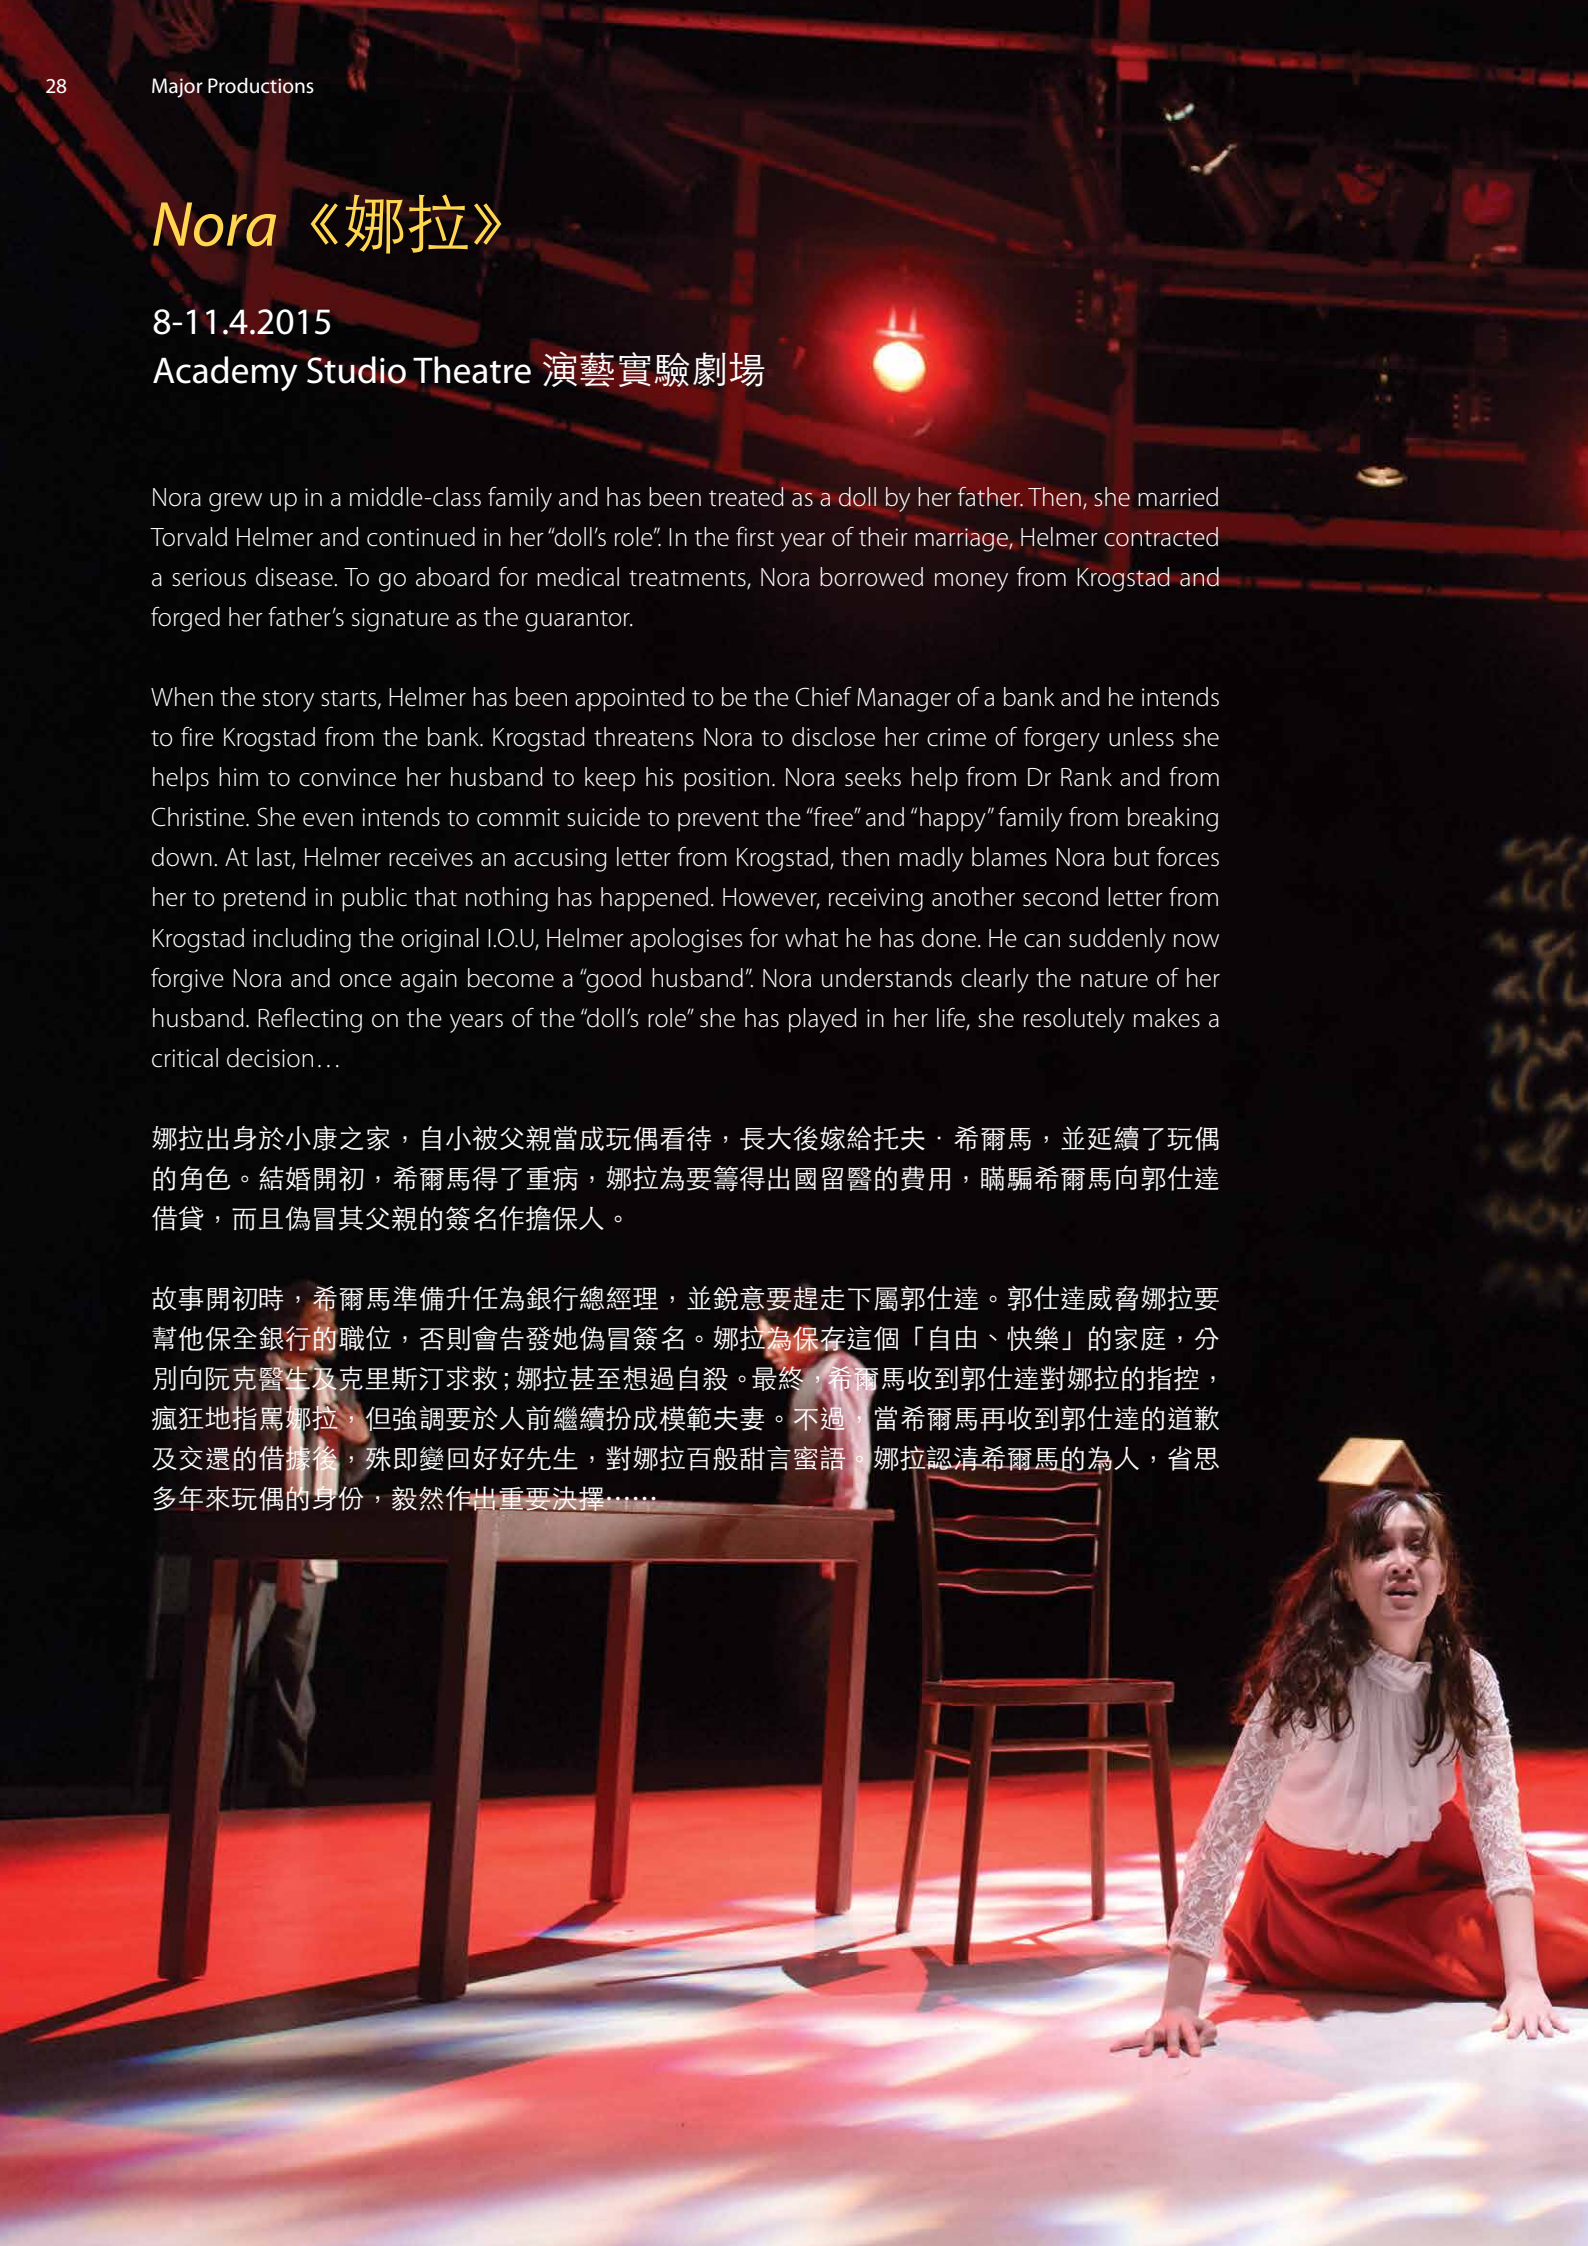 28
Major Productions
Nora《娜拉》
8-11.4.2015
Academy Studio Theatre 演藝實驗劇場
Nora grew up in a middle-class family and has been treated as a doll by her father. Then, she married
Torvald Helmer and continued in her “doll’s role”. In the first year of their marriage, Helmer contracted
a serious disease. To go aboard for medical treatments, Nora borrowed money from Krogstad and
forged her father’s signature as the guarantor.
When the story starts, Helmer has been appointed to be the Chief Manager of a bank and he intends
to fire Krogstad from the bank. Krogstad threatens Nora to disclose her crime of forgery unless she
helps him to convince her husband to keep his position. Nora seeks help from Dr Rank and from
Christine. She even intends to commit suicide to prevent the “free” and “happy” family from breaking
down. At last, Helmer receives an accusing letter from Krogstad, then madly blames Nora but forces
her to pretend in public that nothing has happened. However, receiving another second letter from
Krogstad including the original I.O.U, Helmer apologises for what he has done. He can suddenly now
forgive Nora and once again become a “good husband”. Nora understands clearly the nature of her
husband. Reflecting on the years of the “doll’s role” she has played in her life, she resolutely makes a
critical decision…
娜拉出身於小康之家，自小被父親當成玩偶看待，長大後嫁給托夫．希爾馬，並延續了玩偶
的角色。結婚開初，希爾馬得了重病，娜拉為要籌得出國留醫的費用，瞞騙希爾馬向郭仕達
借貸，而且偽冒其父親的簽名作擔保人。
故事開初時，希爾馬準備升任為銀行總經理，並銳意要趕走下屬郭仕達。郭仕達威脅娜拉要
幫他保全銀行的職位，否則會告發她偽冒簽名。娜拉為保存這個「自由、快樂」的家庭，分
別向阮克醫生及克里斯汀求救；娜拉甚至想過自殺。最終，希爾馬收到郭仕達對娜拉的指控，
瘋狂地指罵娜拉，但強調要於人前繼續扮成模範夫妻。不過，當希爾馬再收到郭仕達的道歉
及交還的借據後，殊即變回好好先生，對娜拉百般甜言蜜語。娜拉認清希爾馬的為人，省思
多年來玩偶的身份，毅然作出重要決擇……